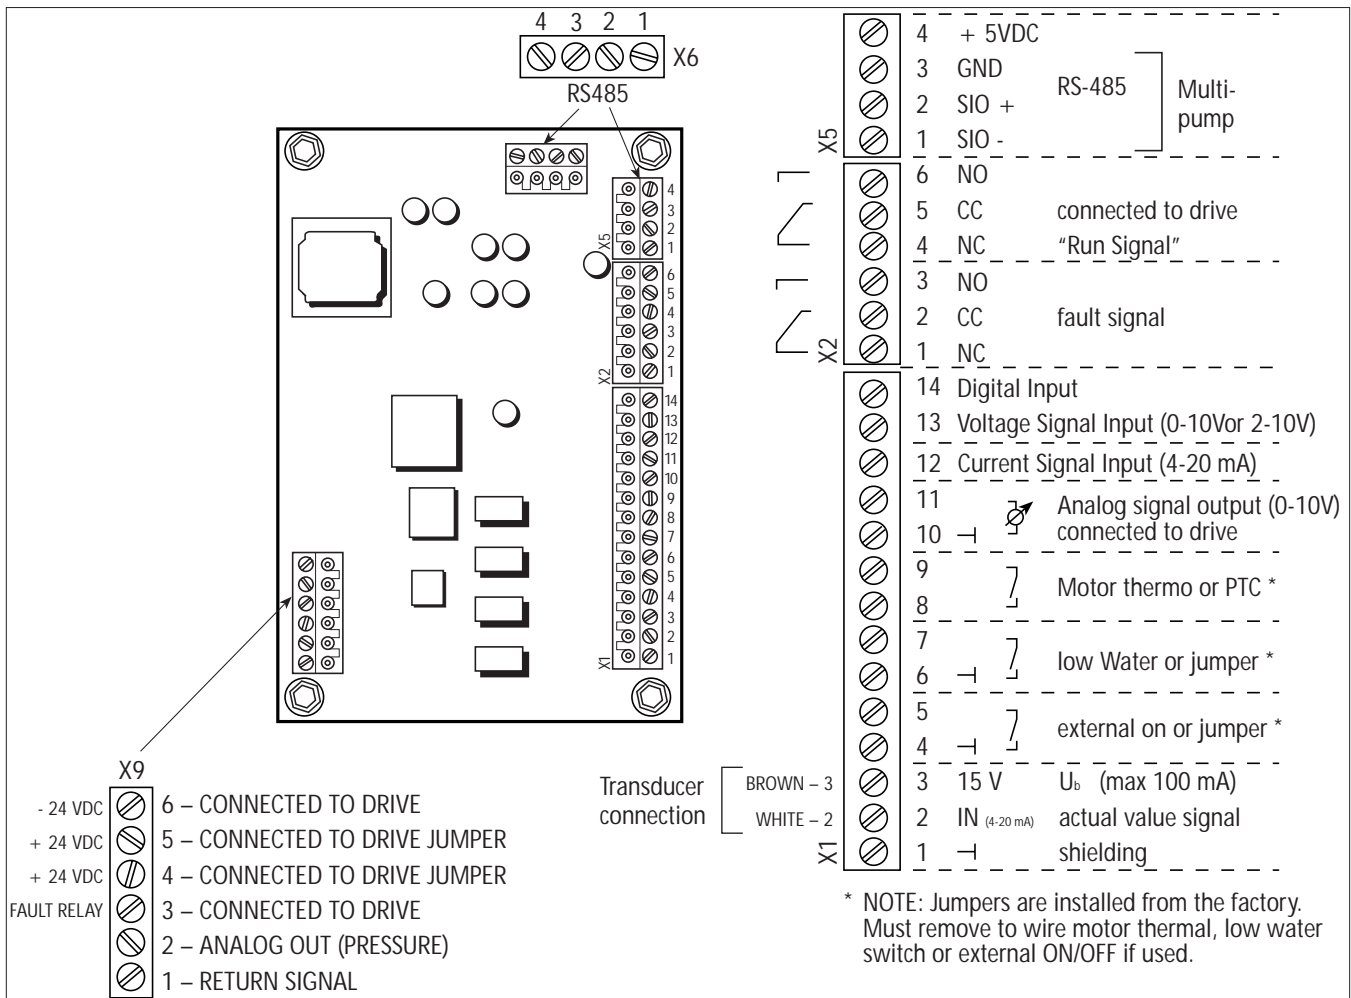 4 3 2 1
X6
RS485
4
3
2
1
X5
6
5
4
3
2
1
X2
14
13
12
11
10
9
8
7
6
5
4
3
2
1
X1
X9
- 24 VDC 6 – CONNECTED TO DRIVE
+ 24 VDC 5 – CONNECTED TO DRIVE JUMPER
+ 24 VDC 4 – CONNECTED TO DRIVE JUMPER
FAULT RELAY 3 – CONNECTED TO DRIVE
2 – ANALOG OUT (PRESSURE)
1 – RETURN SIGNAL
4 + 5VDC
3 GND
2 SIO +
1 SIO -
RS-485
Multi-
pump
X5
6 NO
5 CC connected to drive
4 NC “Run Signal”
3 NO
2 CC fault signal
1 NC
X2
14 Digital Input
13 Voltage Signal Input (0-10Vor 2-10V)
12 Current Signal Input (4-20 mA)
11 Analog signal output (0-10V)
10 connected to drive
9
8
Motor thermo or PTC *
7
6
low Water or jumper *
5
4
external on or jumper *
Transducer
connection
BROWN – 3
WHITE – 2
3 15 V Ub (max 100 mA)
2 IN (4-20 mA) actual value signal
1 shielding
X1
* NOTE: Jumpers are installed from the factory.
Must remove to wire motor thermal, low water
switch or external ON/OFF if used.